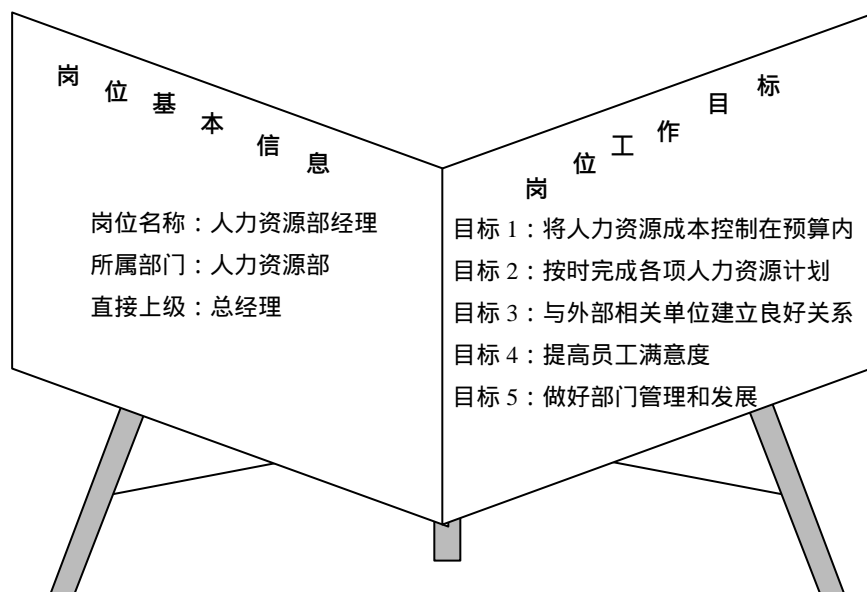 岗位基本信息
岗位名称：人力资源部经理
所属部门：人力资源部
直接上级：总经理
岗位工作目标
目标 1：将人力资源成本控制在预算内
目标 2：按时完成各项人力资源计划
目标 3：与外部相关单位建立良好关系
目标 4：提高员工满意度
目标 5：做好部门管理和发展